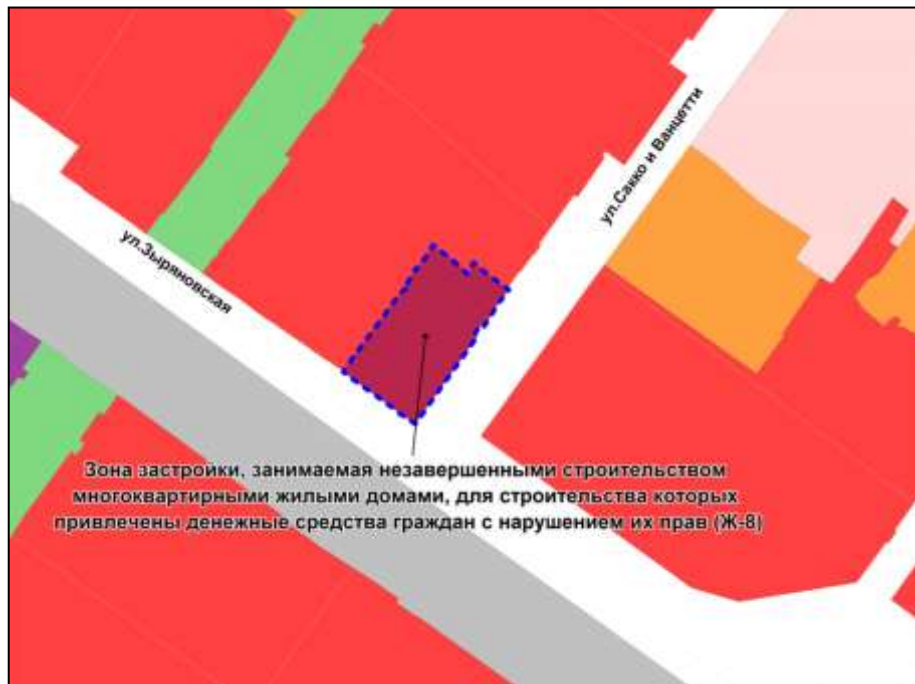 ул.Сакко и Ванцетти
ул.Зыряновская
Зона застройки, занимаемая незавершенными строительством
многоквартирными жилыми домами, для строительства которых
привлечены денежные средства граждан с нарушением их прав (Ж-8)